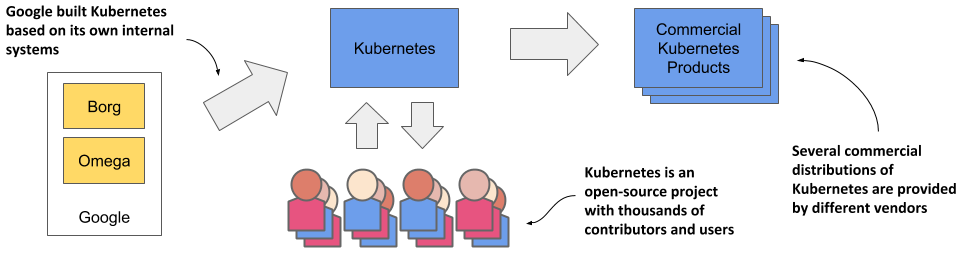 Google built Kubernetes
based on its own internal
systems
Borg
Omega
Google
Kubernetes
Commercial
Kubernetes
Products
Kubernetes is an
open-source project
with thousands of
contributors and users
Several commercial
distributions of
Kubernetes are provided
by different vendors